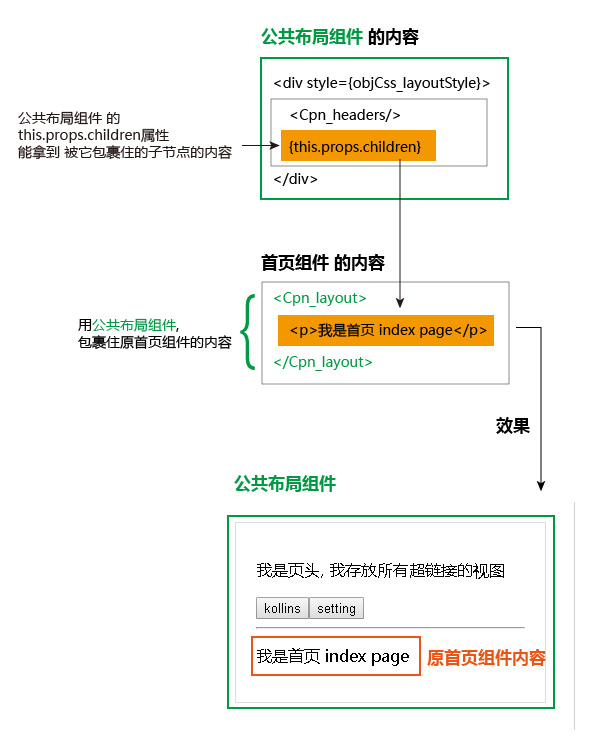 公共布局组件 的内容
<div style={objCss_layoutStyle}>
<Cpn_headers/>
{this.props.children}
</div>
公共布局组件 的
this.props.children属性
能拿到 被它包裹住的子节点的内容
首页组件 的内容
<Cpn_layout>
<p>我是首页 index page</p>
</Cpn_layout>
用公共布局组件,
包裹住原首页组件的内容
效果
公共布局组件
我是页头, 我存放所有超链接的视图
kollins setting
我是首页 index page 原首页组件内容